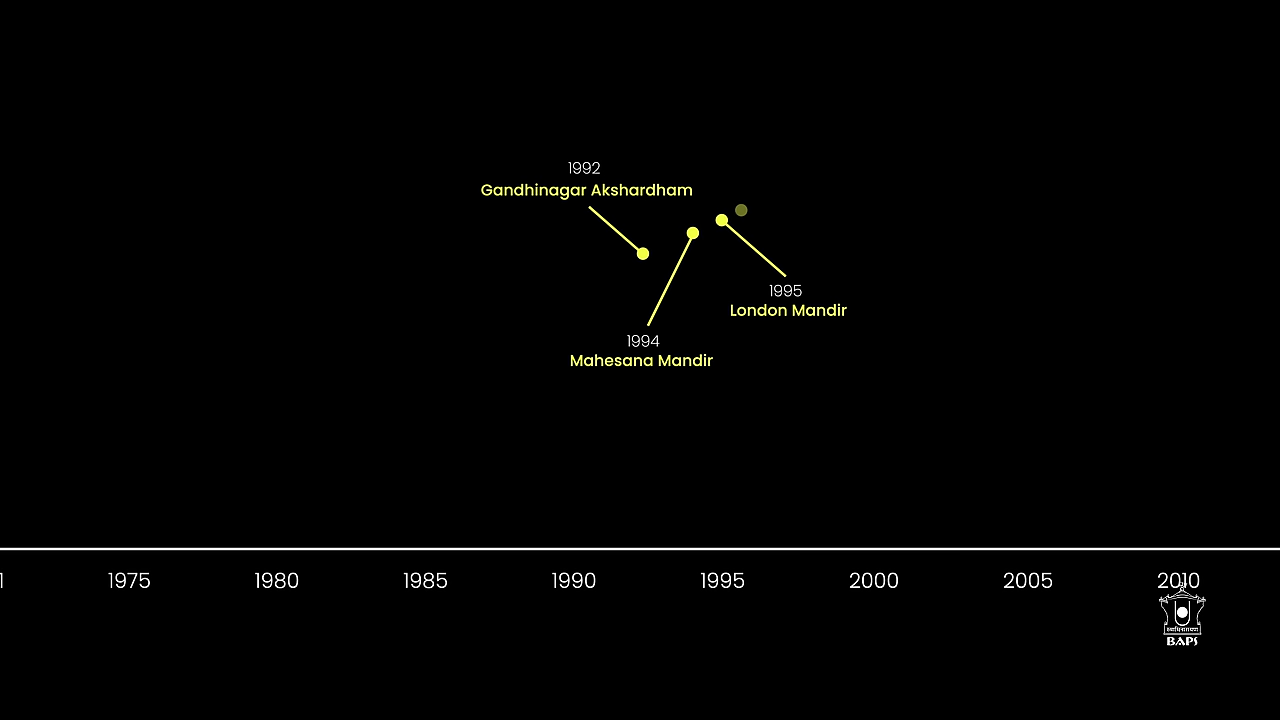 1992
Gandhinagar Akshardham
1995
London Mandir
1994
Mahesana Mandir
1975 1980 1985 1990 1995 2000 2005 2010
BAPS